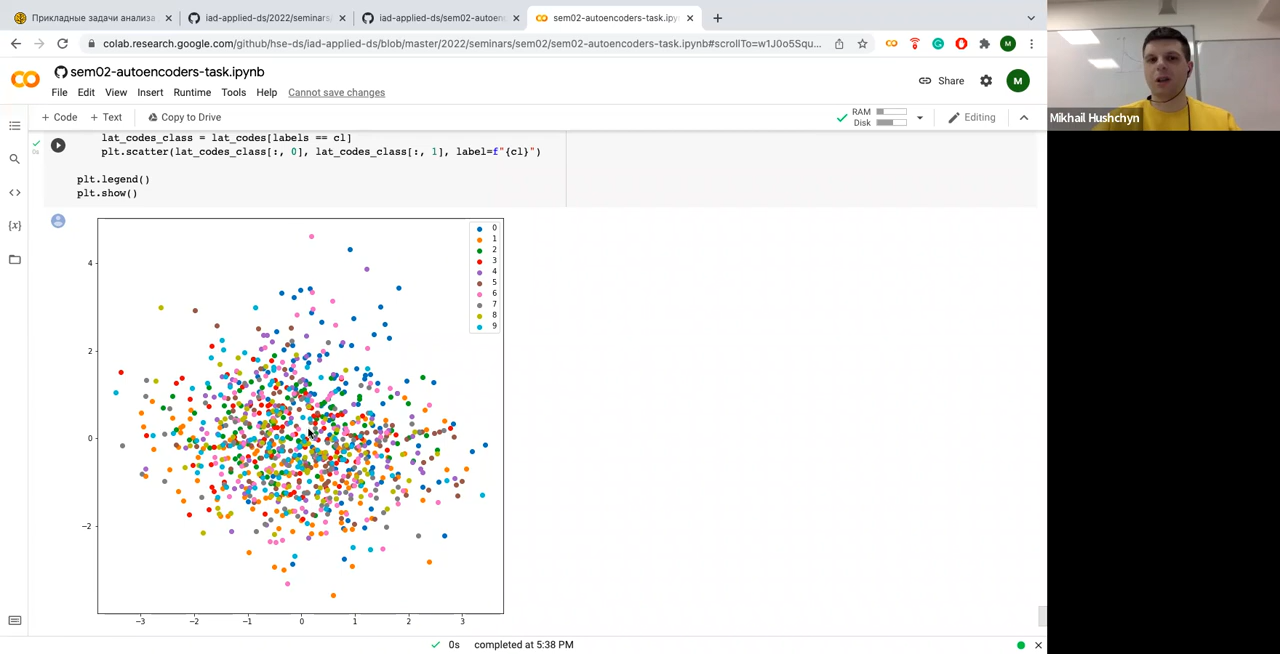 Прикладные задачи анализа
iad-applied-ds/2022/seminars
iad-applied-ds/sem02-autoen
sem02-autoencoders-task.ipy
colab.research.google.com/github/hse-ds/iad-applied-ds/blob/master/2022/seminars/sem02/sem02-autoencoders-task.ipynb#scrollTo=w1J0o5Squ...
M
CO
sem02-autoencoders-task.ipynb
Share
M
File Edit View Insert Runtime Tools Help Cannot save changes
+ Code + Text Copy to Drive
RAM
Disk
Editing
{x}
0s
lat_codes_class = lat_codes[labels == cl]
plt.scatter(lat_codes_class[:, 0], lat_codes_class[:, 1], label=f"{cl}")
plt.legend()
plt.show()
0
1
2
3
4
5
6
7
8
9
4
2
0
−2
−3 −2 −1 0 1 2 3
0s completed at 5:38 PM
Mikhail Hushchyn